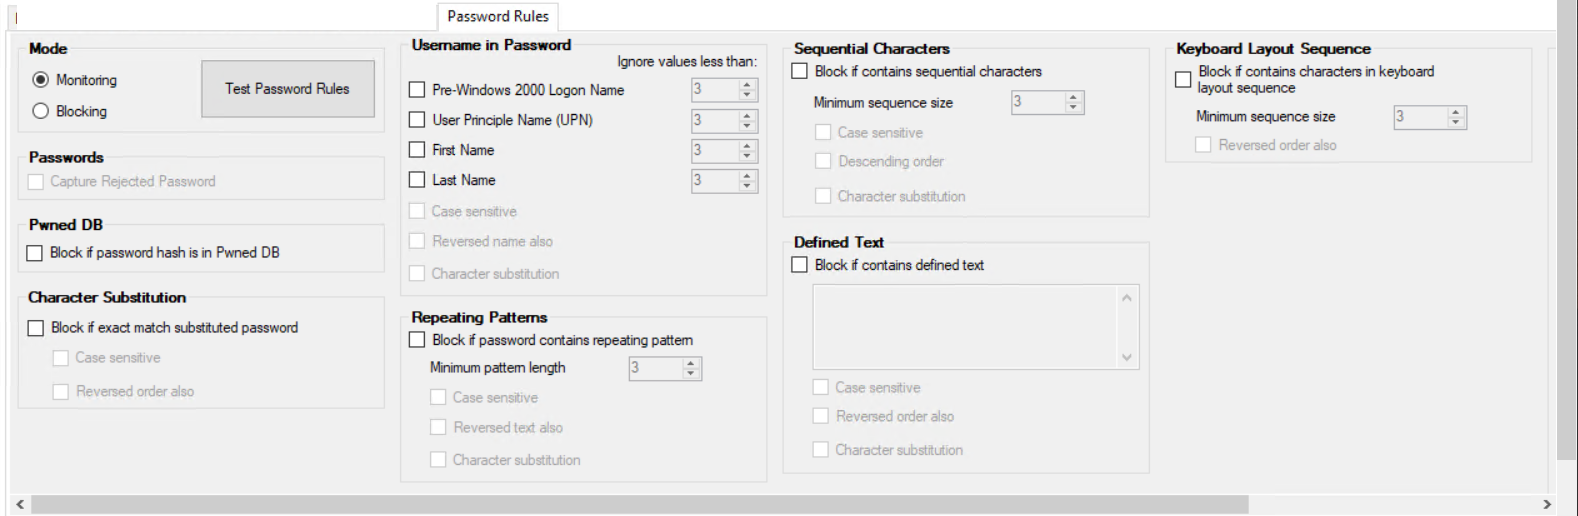 Password Rules
Mode
Monitoring
Blocking
Test Password Rules
Passwords
Capture Rejected Password
Pwned DB
Block if password hash is in Pwned DB
Character Substitution
Block if exact match substituted password
Case sensitive
Reversed order also
Username in Password
Ignore values less than:
Pre-Windows 2000 Logon Name 3
User Principle Name (UPN) 3
First Name 3
Last Name 3
Case sensitive
Reversed name also
Character substitution
Repeating Patterns
Block if password contains repeating pattern
Minimum pattern length 3
Case sensitive
Reversed text also
Character substitution
Sequential Characters
Block if contains sequential characters
Minimum sequence size 3
Case sensitive
Descending order
Character substitution
Defined Text
Block if contains defined text
Case sensitive
Reversed order also
Character substitution
Keyboard Layout Sequence
Block if contains characters in keyboard
layout sequence
Minimum sequence size 3
Reversed order also